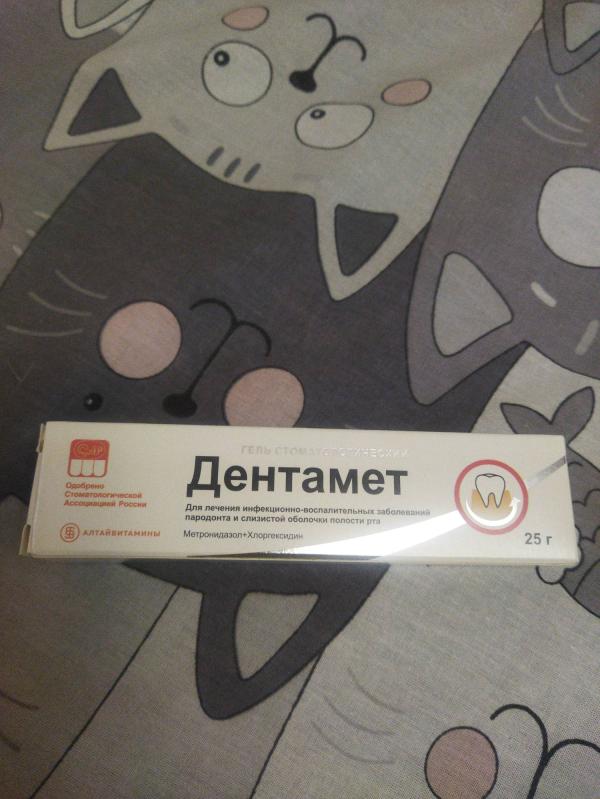 ГЕЛЬ СТОМАТОЛОГИЧЕСКИЙ
Дентамет
Для лечения инфекционно-воспалительных заболеваний
пародонта и слизистой оболочки полости рта
Метронидазол+Хлоргексидин
САР
Одобрено
Стоматологической
Ассоциацией России
АЛТАЙВИТАМИНЫ
25 г